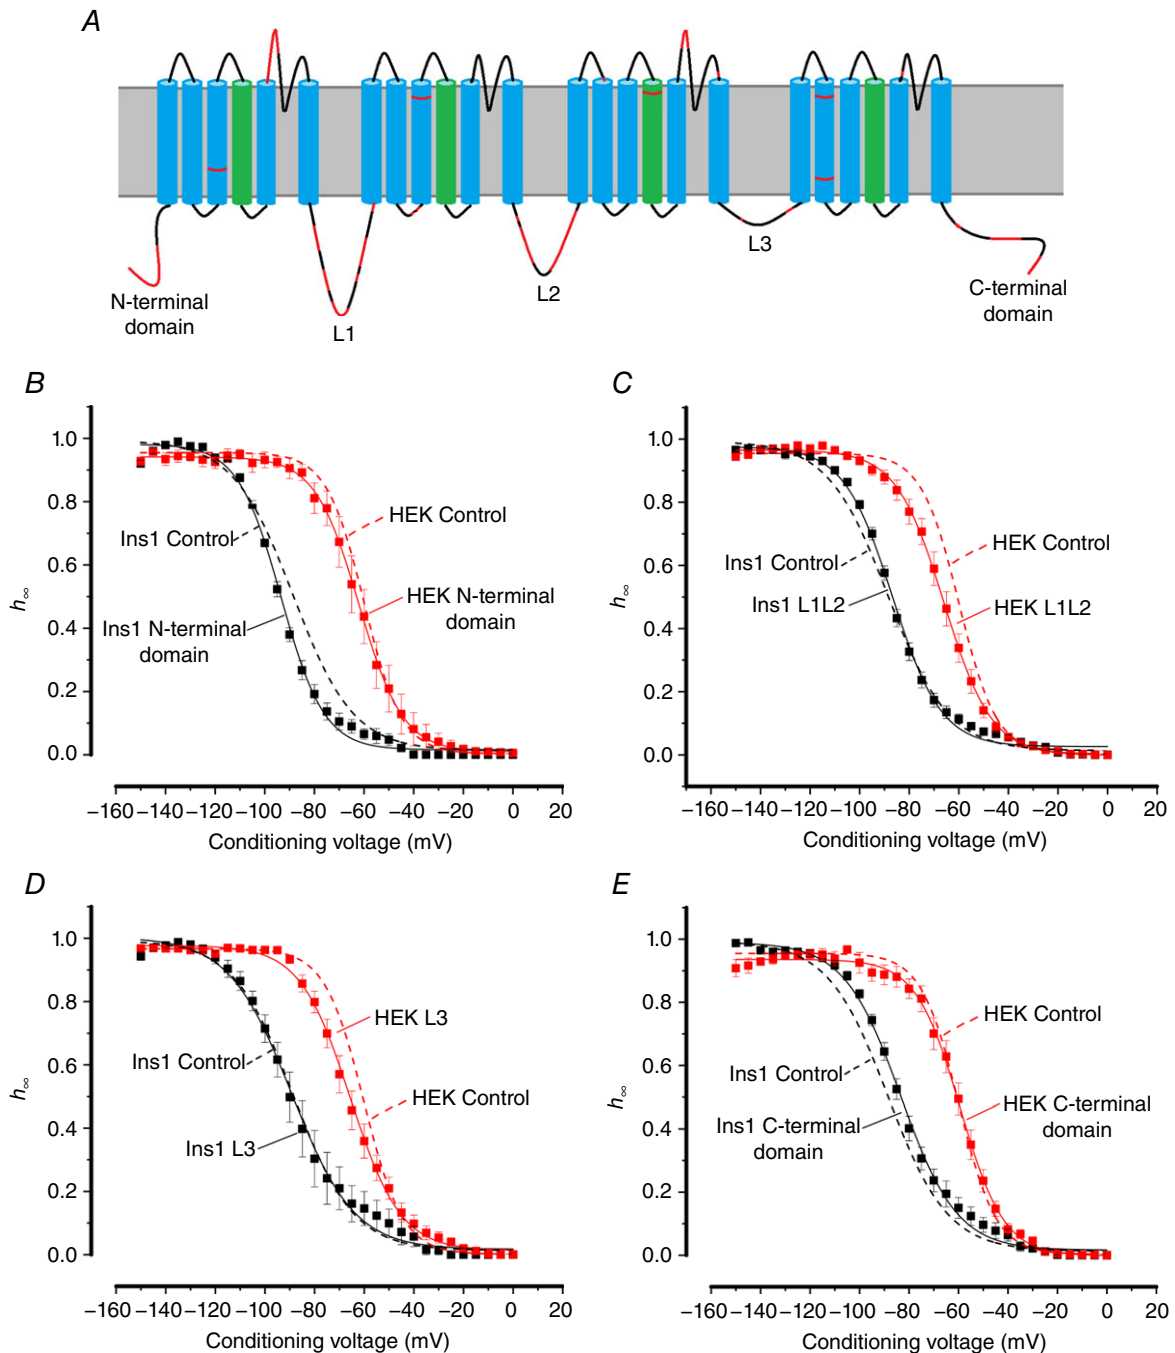 A
N-terminal
domain
L1
L2
L3
C-terminal
domain
B
1.0
0.8
0.6
0.4
0.2
0.0
h∞
Ins1 Control
Ins1 N-terminal
domain
HEK Control
HEK N-terminal
domain
−160 −140 −120 −100 −80 −60 −40 −20 0 20
Conditioning voltage (mV)
C
1.0
0.8
0.6
0.4
0.2
0.0
h∞
Ins1 Control
Ins1 L1L2
HEK Control
HEK L1L2
−160 −140 −120 −100 −80 −60 −40 −20 0 20
Conditioning voltage (mV)
D
1.0
0.8
0.6
0.4
0.2
0.0
h∞
Ins1 Control
Ins1 L3
HEK L3
HEK Control
−160 −140 −120 −100 −80 −60 −40 −20 0 20
Conditioning voltage (mV)
E
1.0
0.8
0.6
0.4
0.2
0.0
h∞
Ins1 Control
Ins1 C-terminal
domain
HEK Control
HEK C-terminal
domain
−160 −140 −120 −100 −80 −60 −40 −20 0 20
Conditioning voltage (mV)